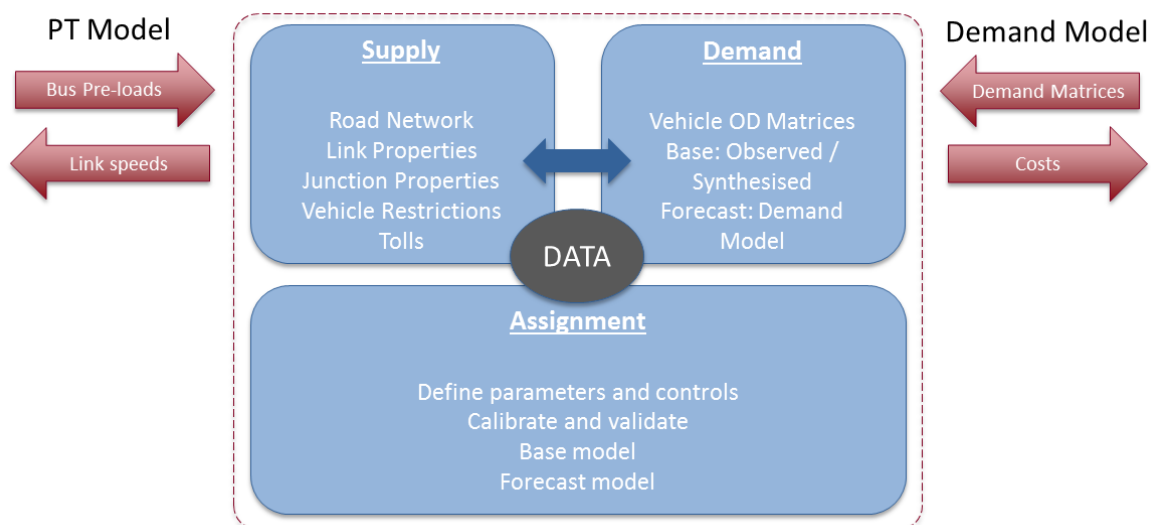 PT Model
Bus Pre-loads
Link speeds
Supply
Road Network
Link Properties
Junction Properties
Vehicle Restrictions
Tolls
Demand
Vehicle OD Matrices
Base: Observed /
Synthesised
Forecast: Demand
Model
DATA
Assignment
Define parameters and controls
Calibrate and validate
Base model
Forecast model
Demand Model
Demand Matrices
Costs